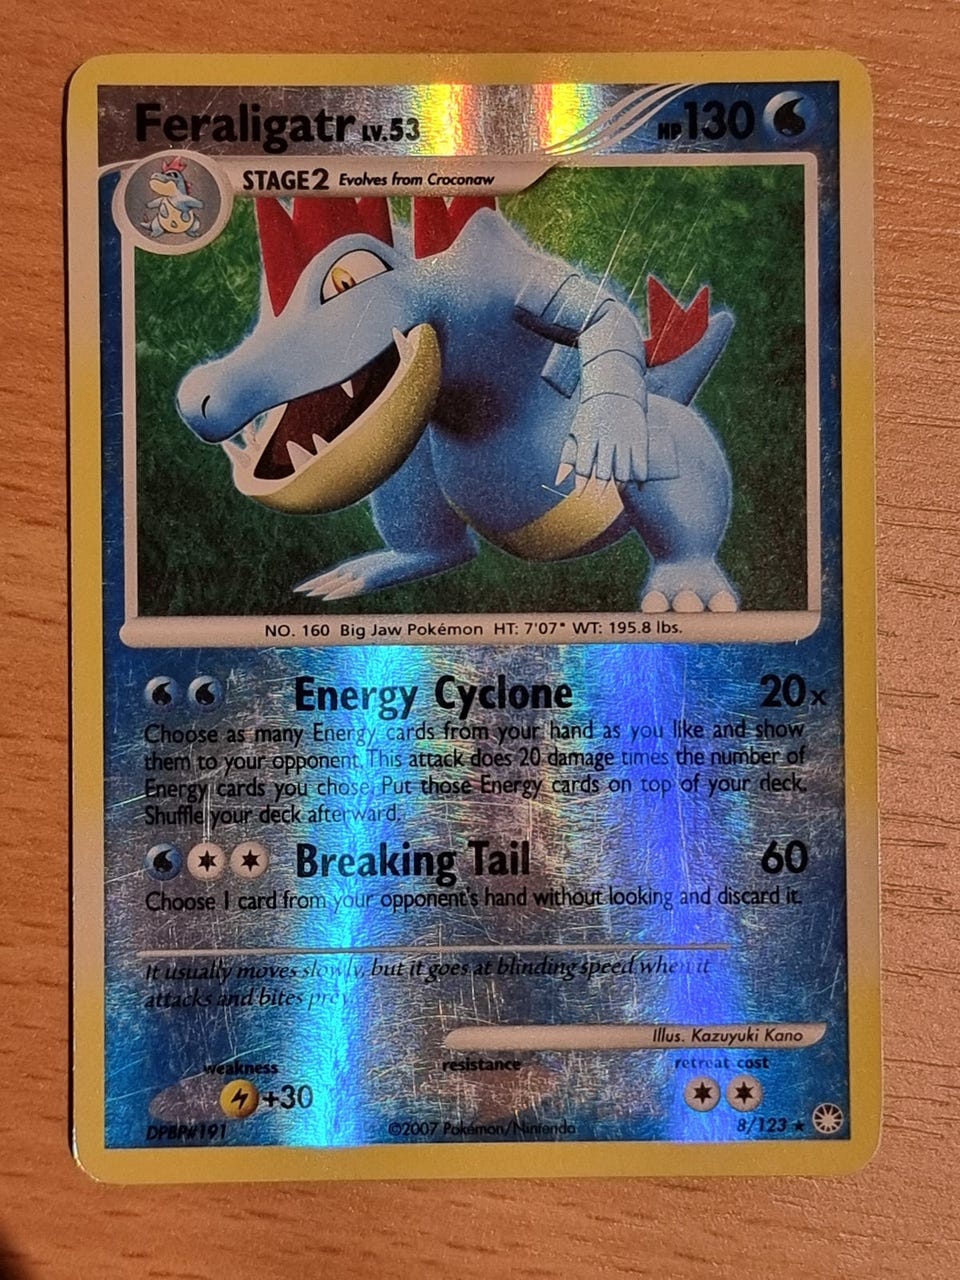 Feraligatr LV.53 HP 130
STAGE2 Evolves from Croconaw
NO. 160 Big Jaw Pokémon HT: 7'07" WT: 195.8 lbs.
Energy Cyclone 20x
Choose as many Energy cards from your hand as you like and show
them to your opponent. This attack does 20 damage times the number of
Energy cards you chose. Put those Energy cards on top of your deck.
Shuffle your deck afterward.
Breaking Tail 60
Choose 1 card from your opponent's hand without looking and discard it.
It usually moves slowly, but it goes at blinding speed when it
attacks and bites prey.
Illus. Kazuyuki Kano
weakness resistance retreat cost
+30
DPBP#191 ©2007 Pokémon/Nintendo 8/123 ★